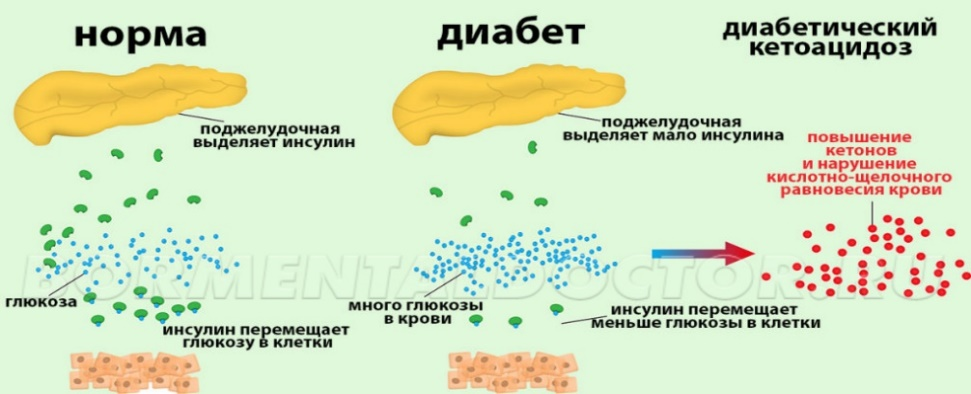 норма
поджелудочная
выделяет инсулин
глюкоза
инсулин перемещает
глюкозу в клетки
диабет
поджелудочная
выделяет мало инсулина
много глюкозы
в крови
инсулин перемещает
меньше глюкозы в клетки
диабетический
кетоацидоз
повышение
кетонов
и нарушение
кислотно-щелочного
равновесия крови
BORMENTALDOCTOR.RU